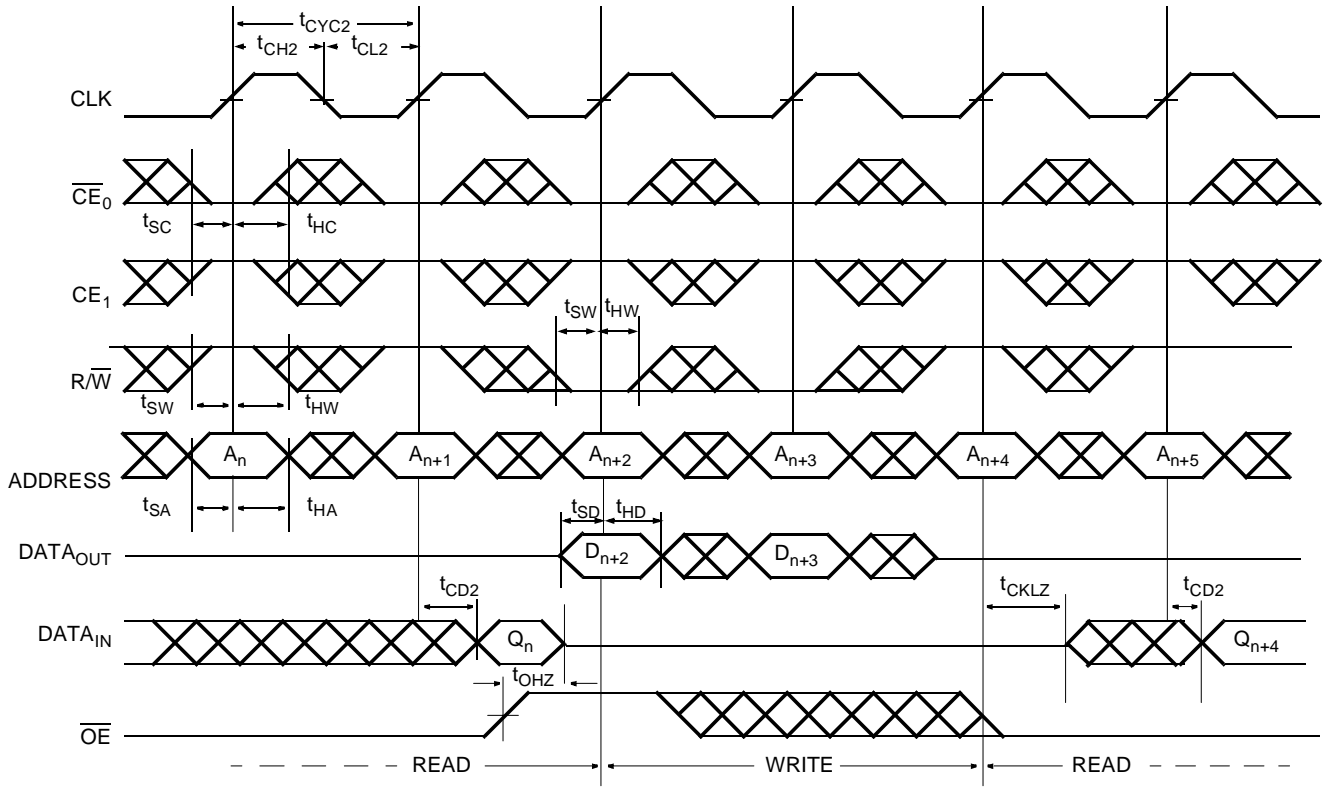 tCYC2
tCH2 tCL2
CLK
CE0
tSC tHC
CE1
tSW tHW
R/W
tSW tHW
An An+1 An+2 An+3 An+4 An+5
ADDRESS
tSA tHA tSD tHD
DATAOUT Dn+2 Dn+3
tCD2 tCKLZ tCD2
DATAIN Qn Qn+4
tOHZ
OE
READ WRITE READ